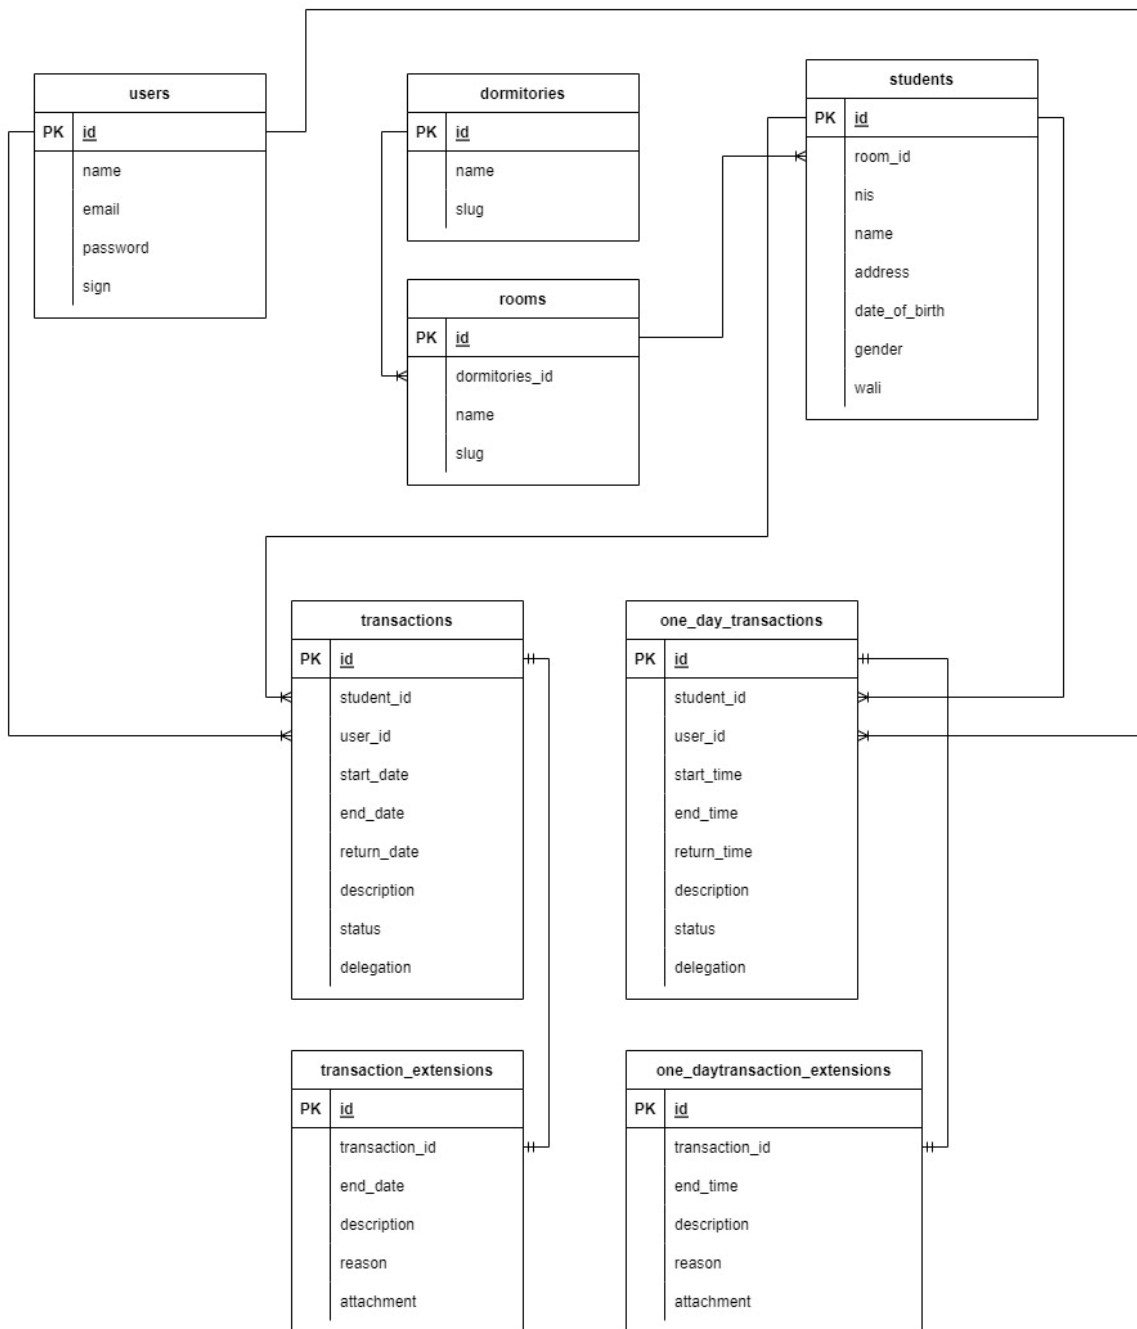 users
PK id
name
email
password
sign
dormitories
PK id
name
slug
students
PK id
room_id
nis
name
address
date_of_birth
gender
wali
rooms
PK id
dormitories_id
name
slug
transactions
PK id
student_id
user_id
start_date
end_date
return_date
description
status
delegation
one_day_transactions
PK id
student_id
user_id
start_time
end_time
return_time
description
status
delegation
transaction_extensions
PK id
transaction_id
end_date
description
reason
attachment
one_daytransaction_extensions
PK id
transaction_id
end_time
description
reason
attachment